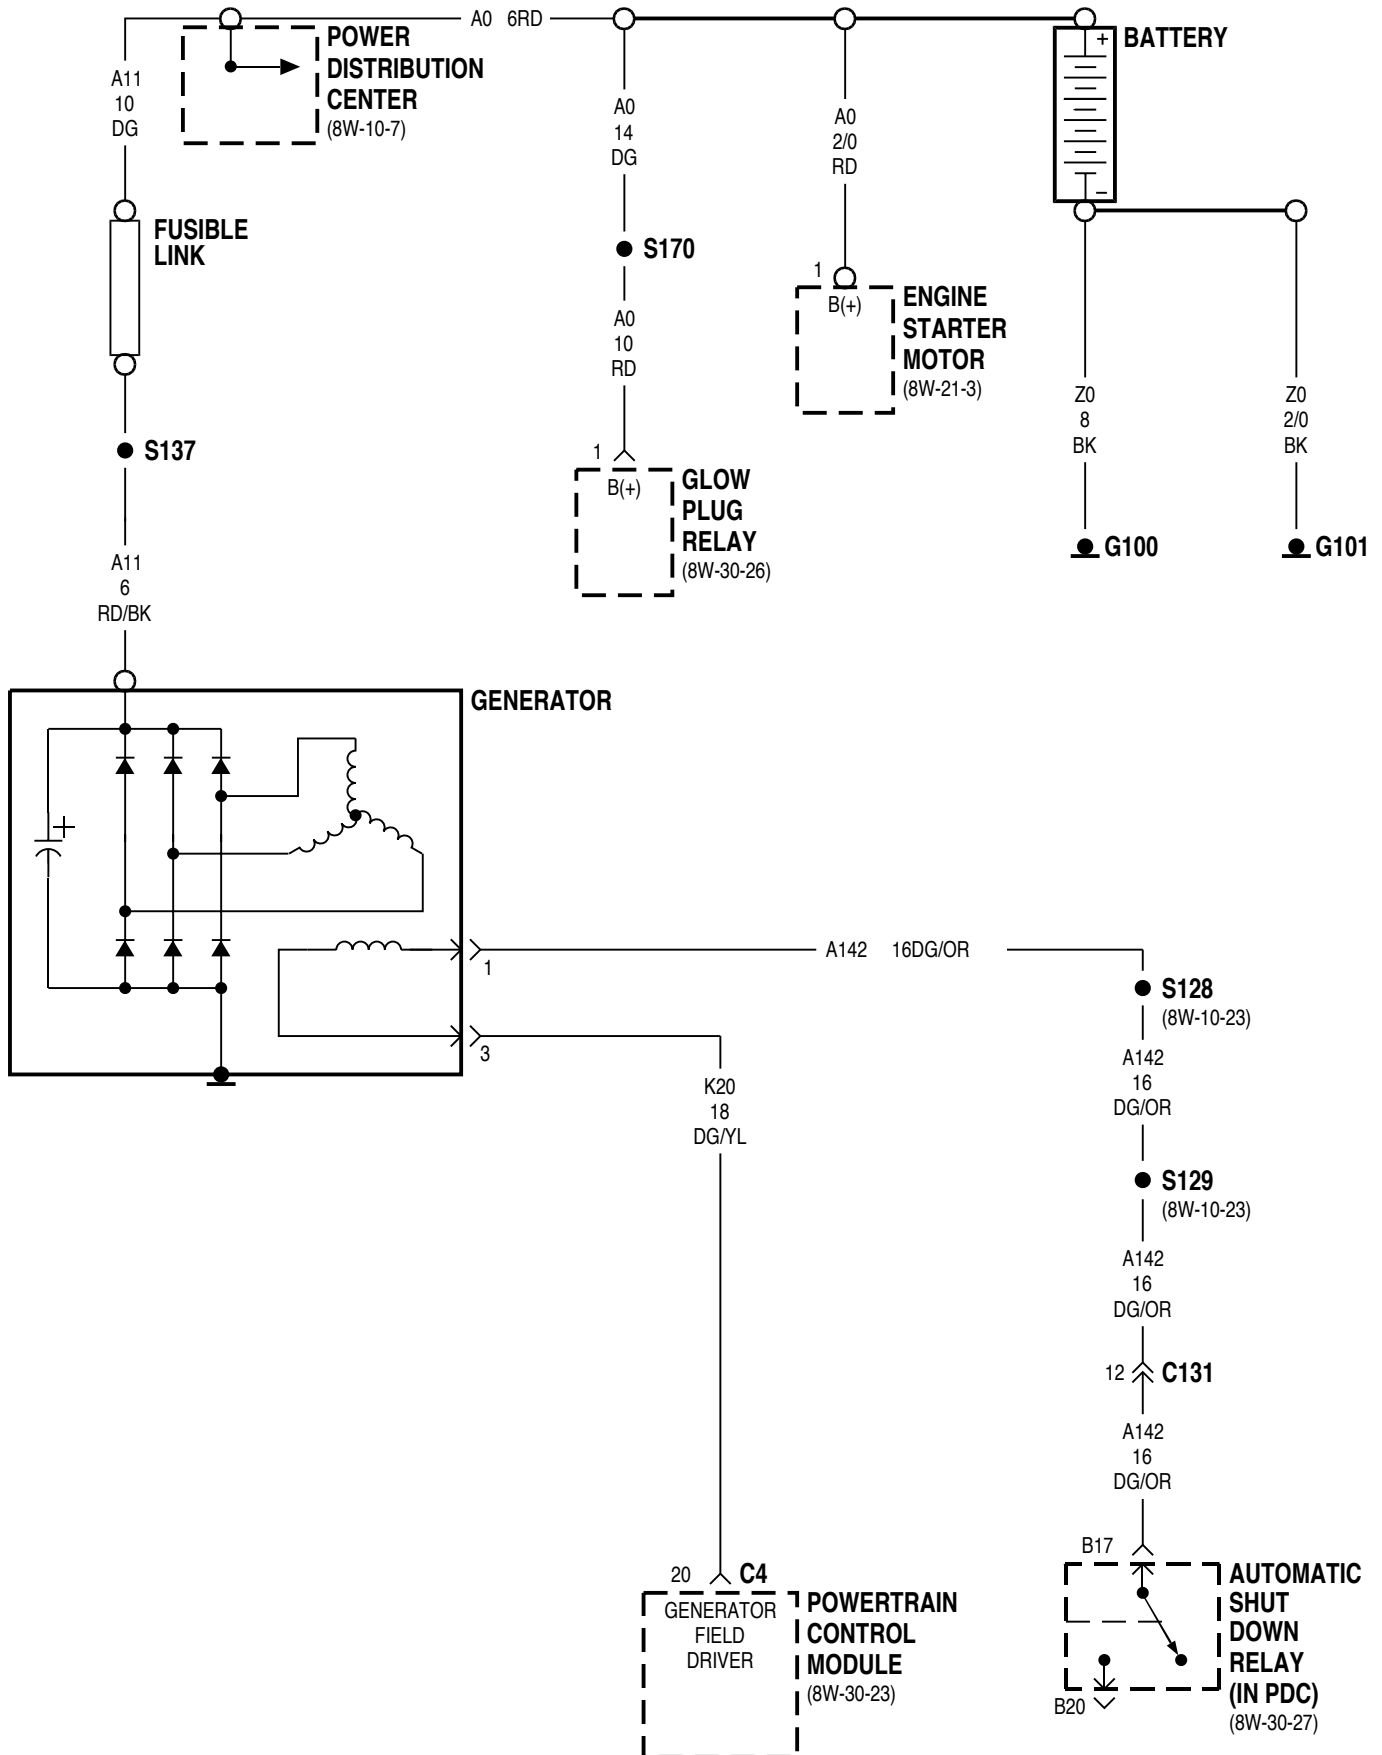 A0 6RD
POWER
DISTRIBUTION
CENTER
(8W-10-7)
BATTERY
+
–
A11
10
DG
A0
14
DG
A0
2/0
RD
FUSIBLE
LINK
S170
1
B(+)
ENGINE
STARTER
MOTOR
(8W-21-3)
A0
10
RD
Z0
8
BK
Z0
2/0
BK
S137
1
B(+)
GLOW
PLUG
RELAY
(8W-30-26)
G100
G101
A11
6
RD/BK
GENERATOR
+
1
A142 16DG/OR
S128
(8W-10-23)
3
K20
18
DG/YL
A142
16
DG/OR
S129
(8W-10-23)
A142
16
DG/OR
12
C131
A142
16
DG/OR
B17
20
C4
GENERATOR
FIELD
DRIVER
POWERTRAIN
CONTROL
MODULE
(8W-30-23)
AUTOMATIC
SHUT
DOWN
RELAY
(IN PDC)
(8W-30-27)
B20